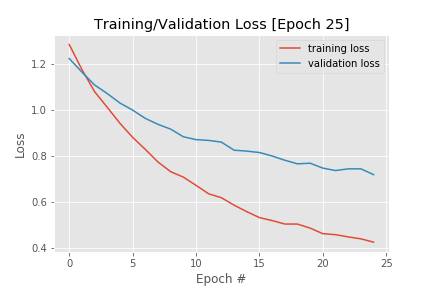 Training/Validation Loss [Epoch 25]
training loss
validation loss
Loss
1.2
1.0
0.8
0.6
0.4
0 5 10 15 20 25
Epoch #